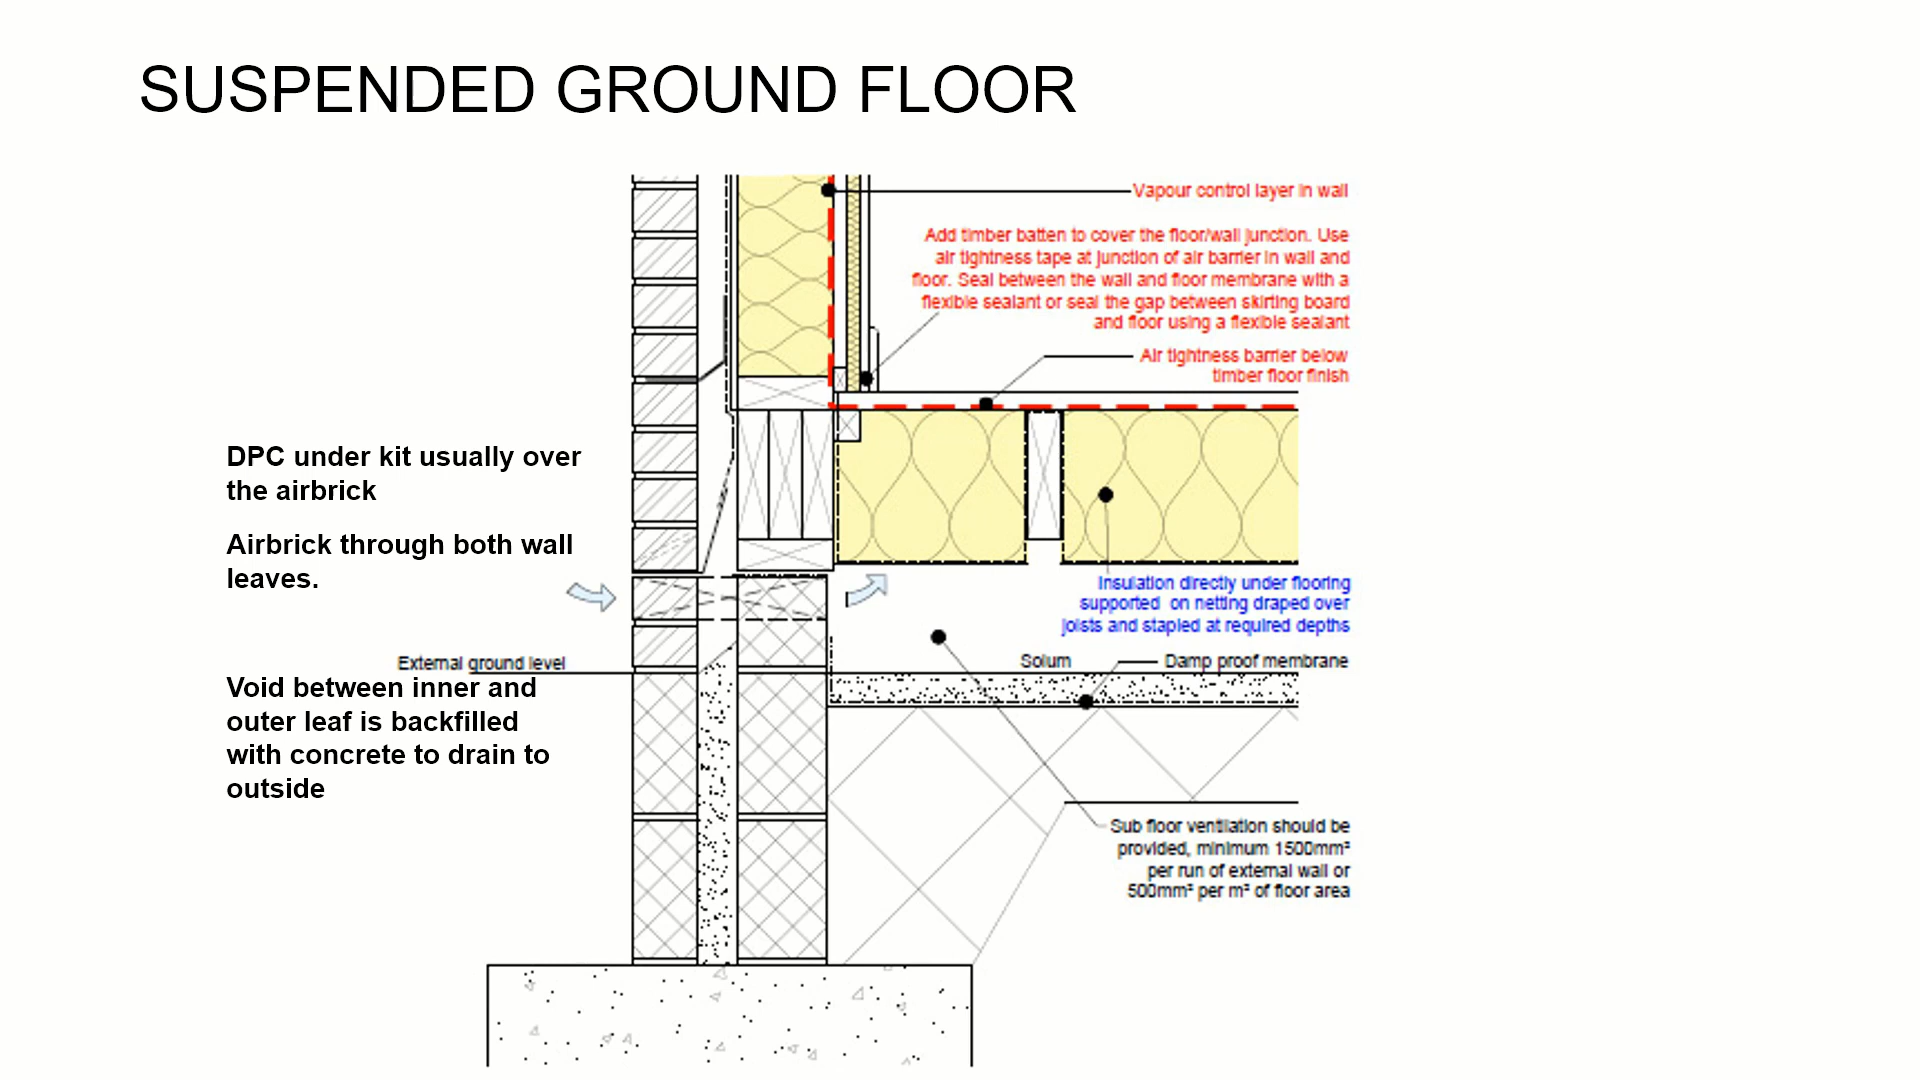 SUSPENDED GROUND FLOOR
Vapour control layer in wall
Add timber batten to cover the floor/wall junction. Use
air tightness tape at junction of air barrier in wall and
floor. Seal between the wall and floor membrane with a
flexible sealant or seal the gap between skirting board
and floor using a flexible sealant
Air tightness barrier below
timber floor finish
DPC under kit usually over
the airbrick
Airbrick through both wall
leaves.
Insulation directly under flooring
supported on netting draped over
joists and stapled at required depths
External ground level
Solum
Damp proof membrane
Void between inner and
outer leaf is backfilled
with concrete to drain to
outside
Sub floor ventilation should be
provided, minimum 1500mm²
per run of external wall or
500mm² per m² of floor area